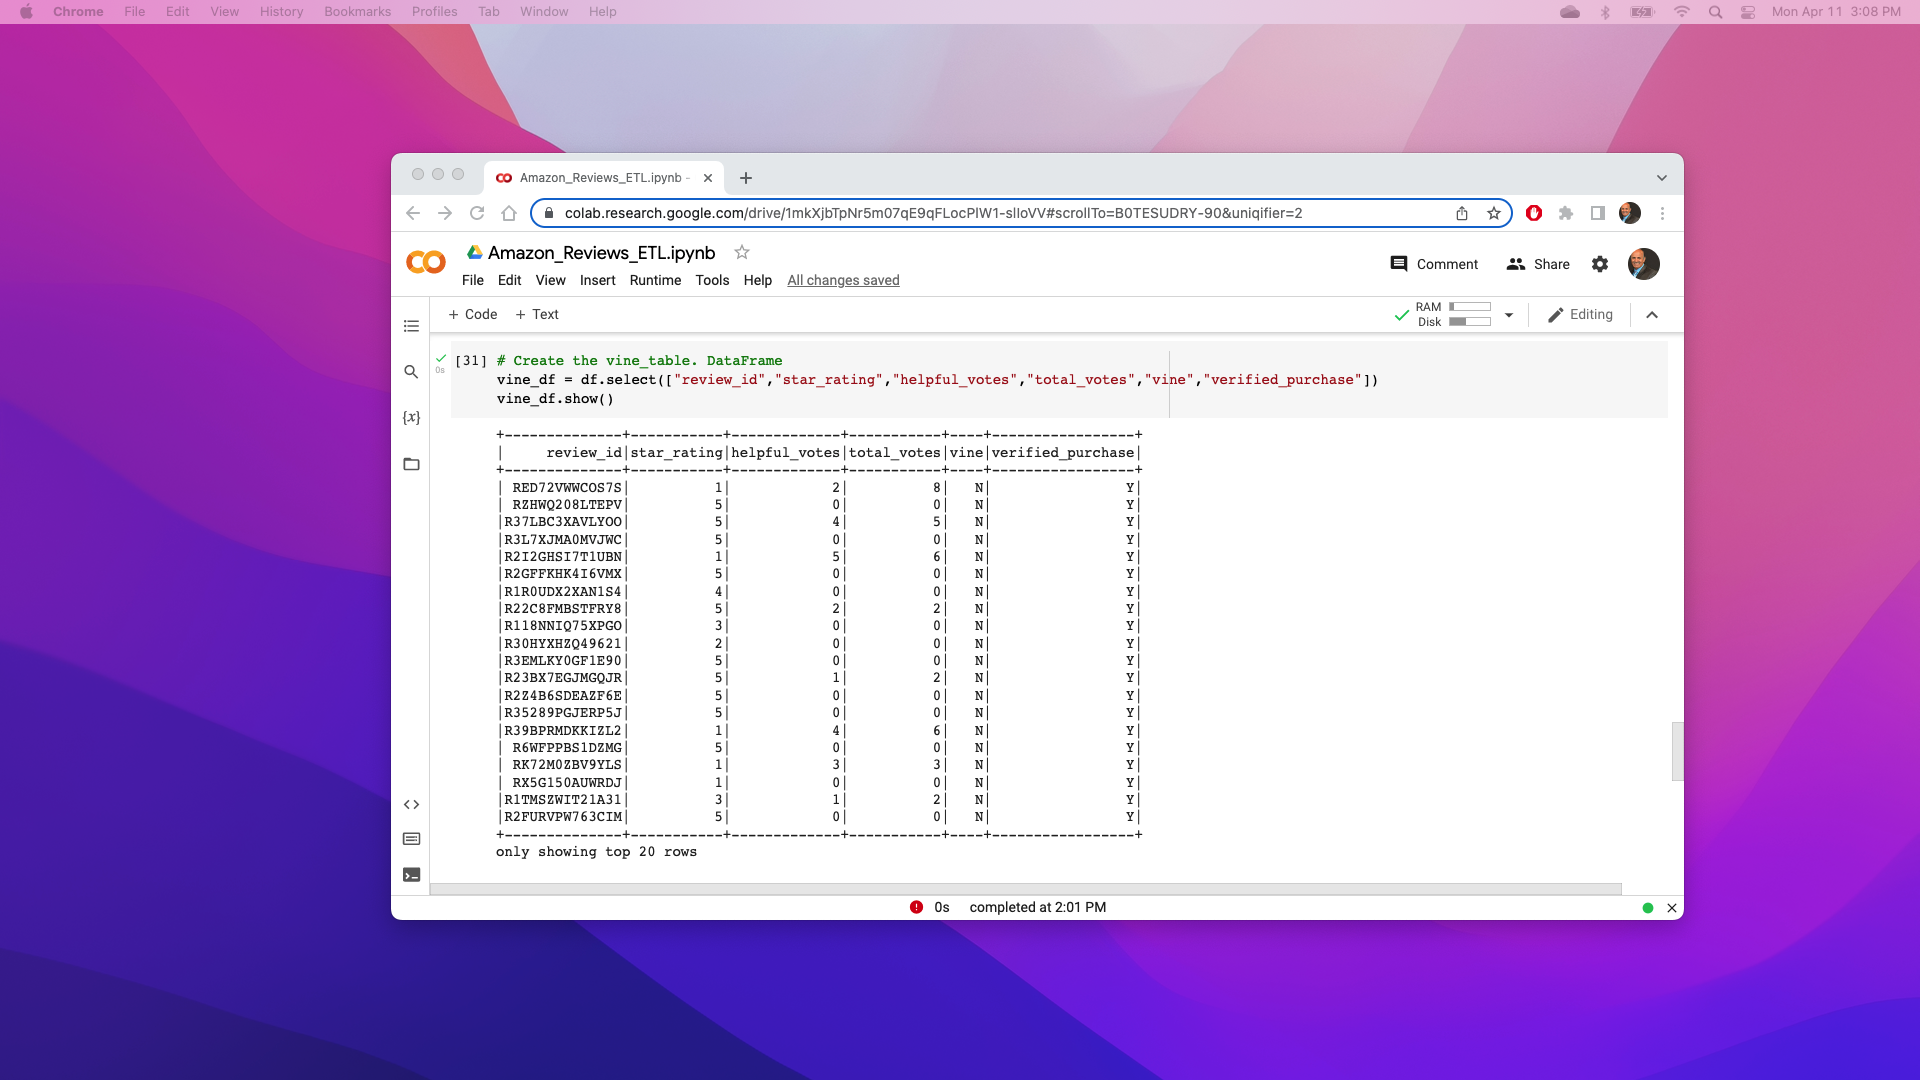 Chrome File Edit View History Bookmarks Profiles Tab Window Help Mon Apr 11 3:08 PM
Amazon_Reviews_ETL.ipynb -
colab.research.google.com/drive/1mkXjbTpNr5m07qE9qFLocPlW1-slIoVV#scrollTo=B0TESUDRY-90&uniqifier=2
Amazon_Reviews_ETL.ipynb
Comment Share
File Edit View Insert Runtime Tools Help All changes saved
+ Code + Text RAM Disk Editing
[31] # Create the vine_table. DataFrame
0s
vine_df = df.select(["review_id","star_rating","helpful_votes","total_votes","vine","verified_purchase"])
vine_df.show()
{x}
+--------------+-----------+-------------+-----------+----+-----------------+
|     review_id|star_rating|helpful_votes|total_votes|vine|verified_purchase|
+--------------+-----------+-------------+-----------+----+-----------------+
| RED72VWWCOS7S|          1|            2|          8|   N|                Y|
| RZHWQ208LTEPV|          5|            0|          0|   N|                Y|
|R37LBC3XAVLYOO|          5|            4|          5|   N|                Y|
|R3L7XJMA0MVJWC|          5|            0|          0|   N|                Y|
|R2I2GHSI7T1UBN|          1|            5|          6|   N|                Y|
|R2GFFKHK4I6VMX|          5|            0|          0|   N|                Y|
|R1R0UDX2XAN1S4|          4|            0|          0|   N|                Y|
|R22C8FMBSTFRY8|          5|            2|          2|   N|                Y|
|R118NNIQ75XPGO|          3|            0|          0|   N|                Y|
|R30HYXHZQ49621|          2|            0|          0|   N|                Y|
|R3EMLKY0GF1E90|          5|            0|          0|   N|                Y|
|R23BX7EGJMGQJR|          5|            1|          2|   N|                Y|
|R2Z4B6SDEAZF6E|          5|            0|          0|   N|                Y|
|R35289PGJERP5J|          5|            0|          0|   N|                Y|
|R39BPRMDKKIZL2|          1|            4|          6|   N|                Y|
| R6WFPPBS1DZMG|          5|            0|          0|   N|                Y|
| RK72M0ZBV9YLS|          1|            3|          3|   N|                Y|
| RX5G150AUWRDJ|          1|            0|          0|   N|                Y|
|R1TMSZWIT21A31|          3|            1|          2|   N|                Y|
|R2FURVPW763CIM|          5|            0|          0|   N|                Y|
+--------------+-----------+-------------+-----------+----+-----------------+
only showing top 20 rows
0s completed at 2:01 PM